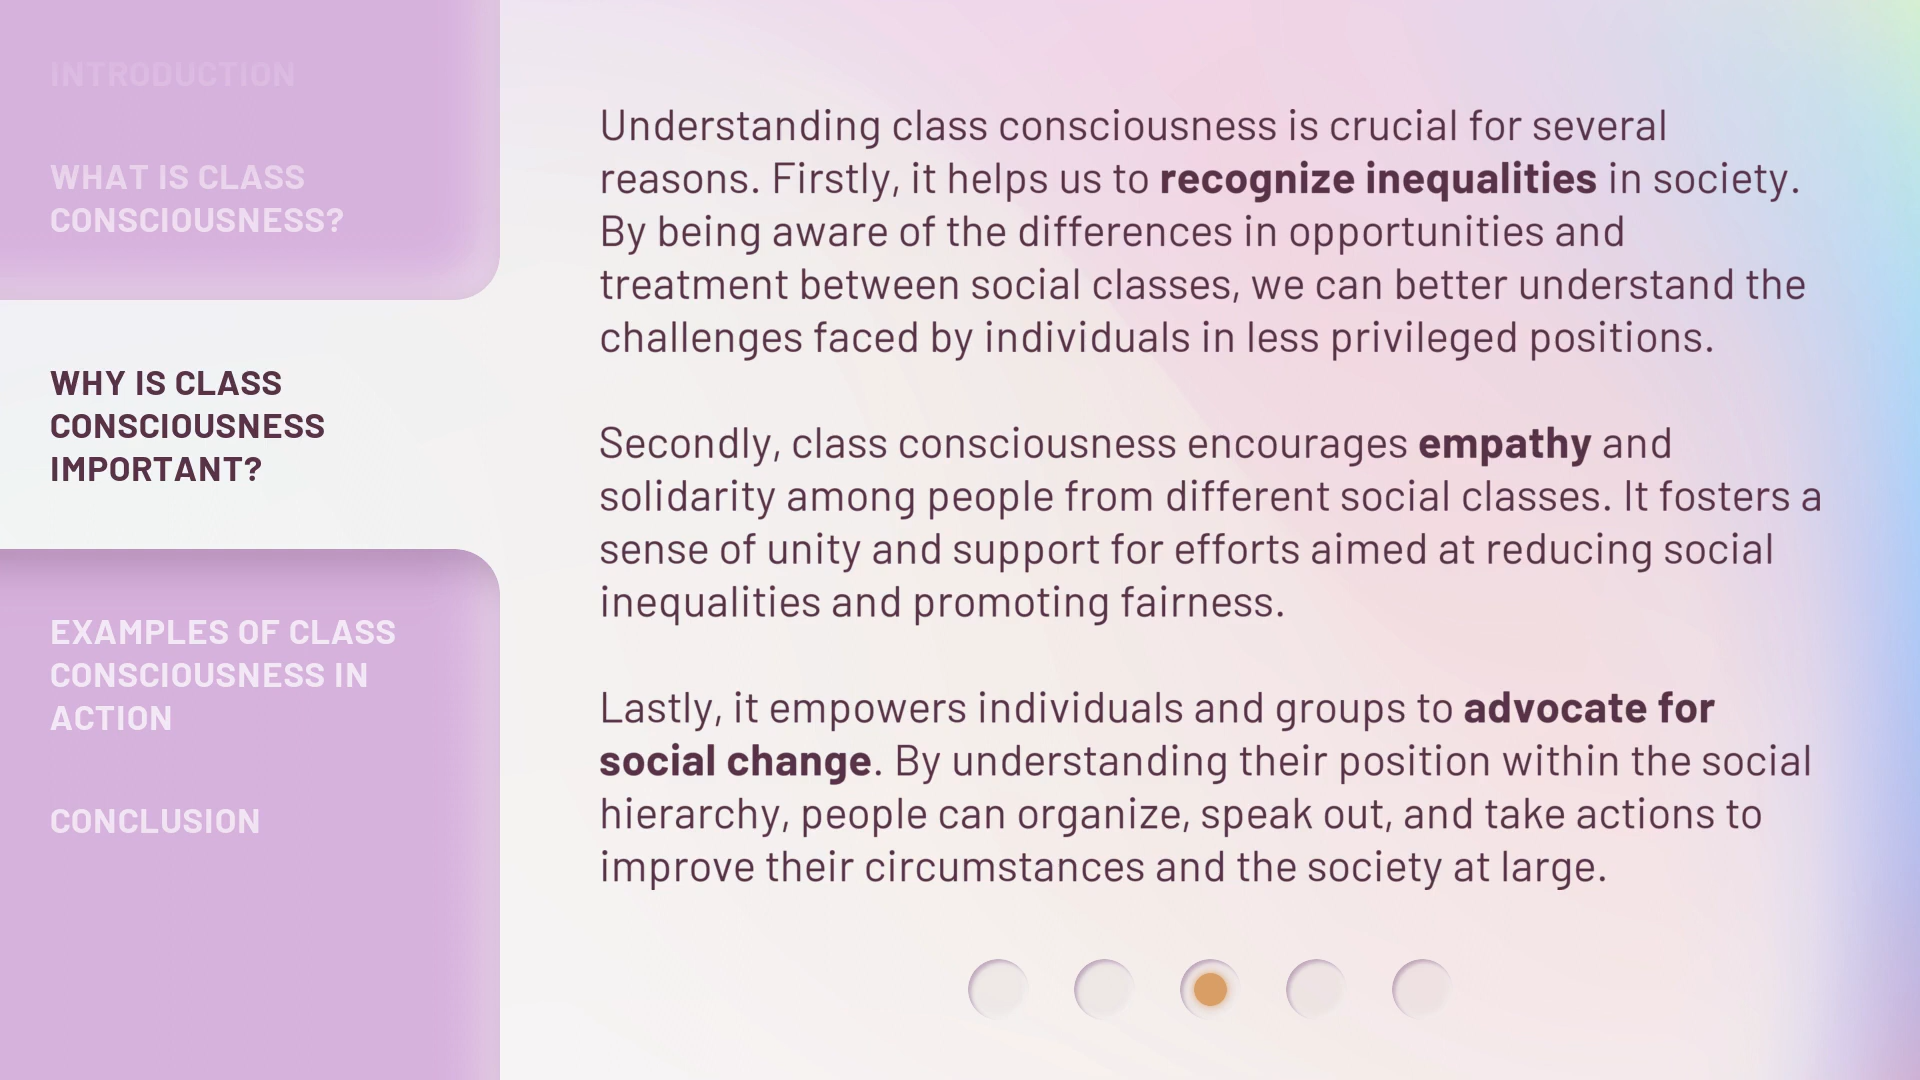 INTRODUCTION
WHAT IS CLASS
CONSCIOUSNESS?
WHY IS CLASS
CONSCIOUSNESS
IMPORTANT?
EXAMPLES OF CLASS
CONSCIOUSNESS IN
ACTION
CONCLUSION
Understanding class consciousness is crucial for several
reasons. Firstly, it helps us to recognize inequalities in society.
By being aware of the differences in opportunities and
treatment between social classes, we can better understand the
challenges faced by individuals in less privileged positions.
Secondly, class consciousness encourages empathy and
solidarity among people from different social classes. It fosters a
sense of unity and support for efforts aimed at reducing social
inequalities and promoting fairness.
Lastly, it empowers individuals and groups to advocate for
social change. By understanding their position within the social
hierarchy, people can organize, speak out, and take actions to
improve their circumstances and the society at large.